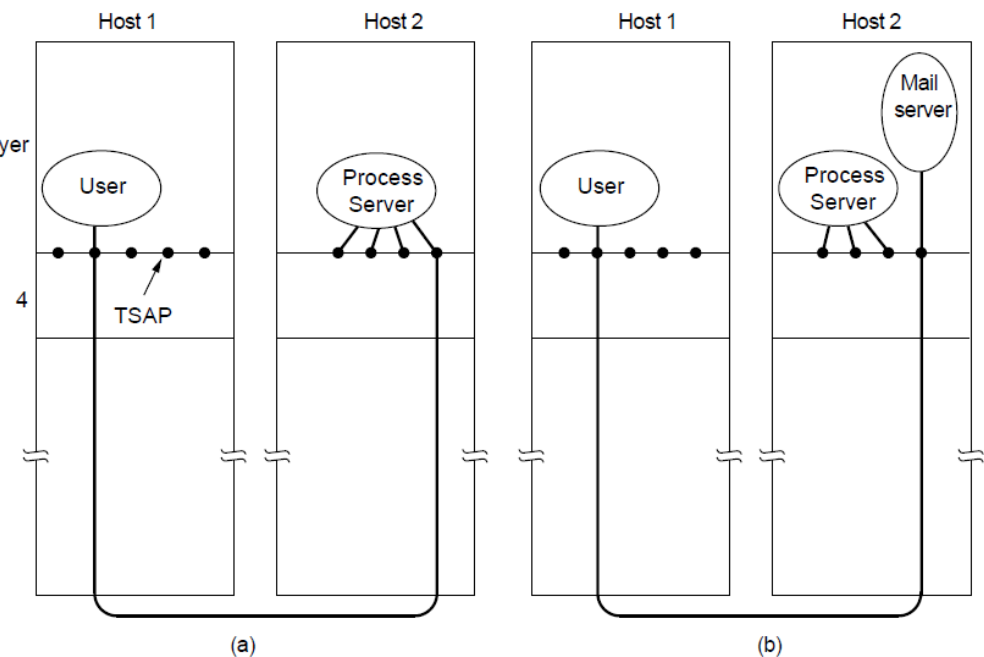 Host 1
Host 2
Host 1
Host 2
yer
User
Process
Server
User
Process
Server
Mail
server
4
TSAP
(a)
(b)